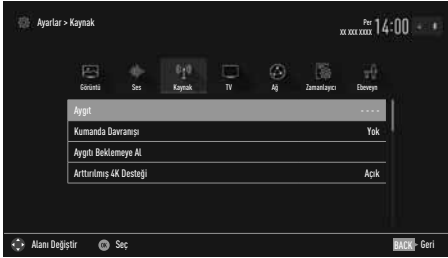 Ayarlar > Kaynak
Per
xx xxx xxxx 14:00
Görüntü Ses Kaynak TV Ağ Zamanlayıcı Ebeveyn
Aygıt ----
Kumanda Davranışı Yok
Aygıtı Beklemeye Al
Arttırılmış 4K Desteği Açık
Alanı Değiştir OK Seç BACK Geri